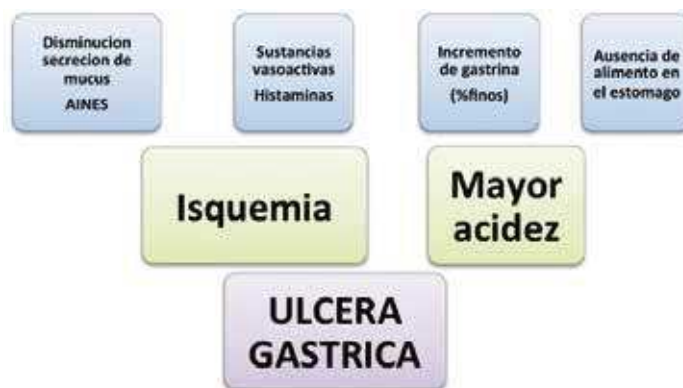 Disminucion
secrecion de
mucus
AINES
Sustancias
vasoactivas
Histaminas
Incremento
de gastrina
(%finos)
Ausencia de
alimento en
el estomago
Isquemia
Mayor
acidez
ULCERA
GASTRICA